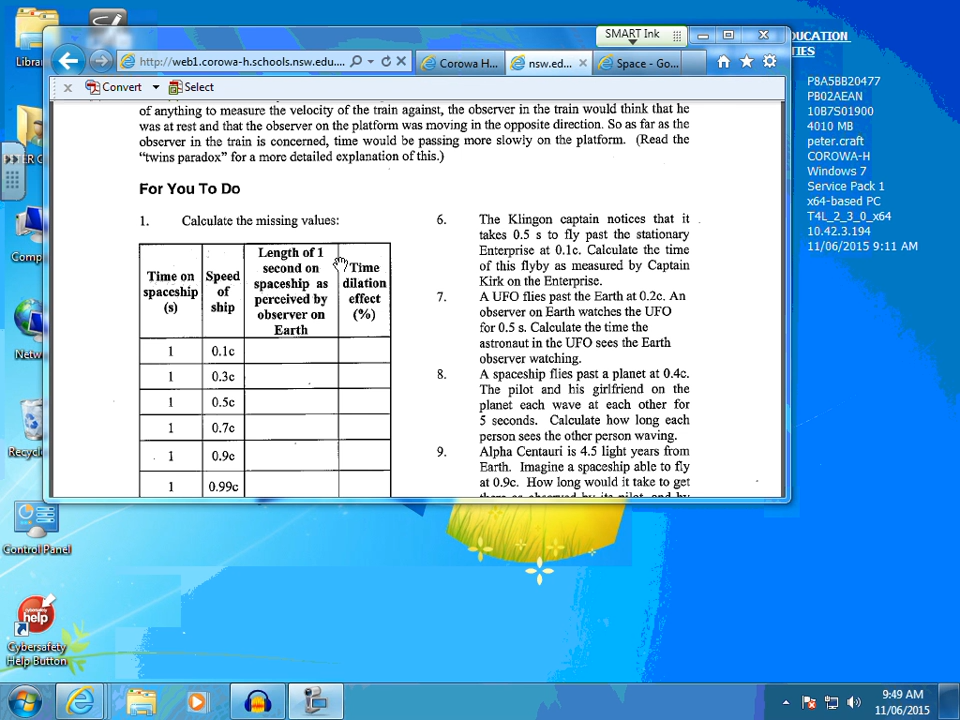 SMART Ink
http://web1.corowa-h.schools.nsw.edu....
Corowa H...
nsw.ed...
Space - Go...
Convert
Select
of anything to measure the velocity of the train against, the observer in the train would think that he
was at rest and that the observer on the platform was moving in the opposite direction. So as far as the
observer in the train is concerned, time would be passing more slowly on the platform. (Read the
"twins paradox" for a more detailed explanation of this.)
For You To Do
1. Calculate the missing values:
Time on spaceship (s)
Speed of ship
Length of 1 second on spaceship as perceived by observer on Earth
Time dilation effect (%)
1 0.1c
1 0.3c
1 0.5c
1 0.7c
1 0.9c
1 0.99c
6. The Klingon captain notices that it
takes 0.5 s to fly past the stationary
Enterprise at 0.1c. Calculate the time
of this flyby as measured by Captain
Kirk on the Enterprise.
7. A UFO flies past the Earth at 0.2c. An
observer on Earth watches the UFO
for 0.5 s. Calculate the time the
astronaut in the UFO sees the Earth
observer watching.
8. A spaceship flies past a planet at 0.4c.
The pilot and his girlfriend on the
planet each wave at each other for
5 seconds. Calculate how long each
person sees the other person waving.
9. Alpha Centauri is 4.5 light years from
Earth. Imagine a spaceship able to fly
at 0.9c. How long would it take to get
there as observed by its pilot, and by
P8A5BB20477
PB02AEAN
10B7S01900
4010 MB
peter.craft
COROWA-H
Windows 7
Service Pack 1
x64-based PC
T4L_2_3_0_x64
10.42.3.194
11/06/2015 9:11 AM
Control Panel
help
Cybersafety
Help Button
9:49 AM
11/06/2015